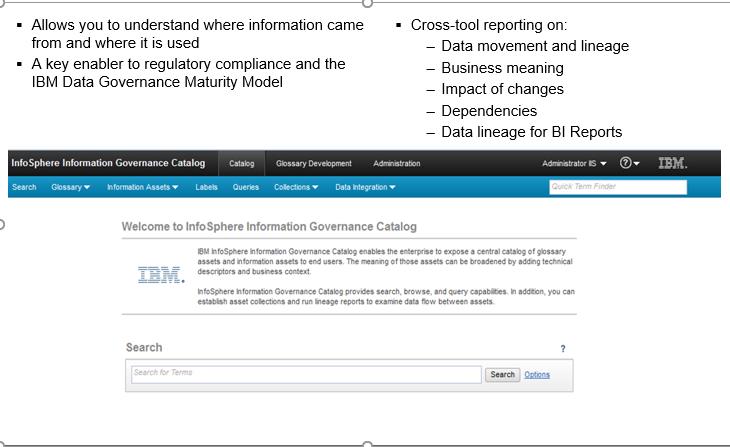 ▪ Allows you to understand where information came
from and where it is used
▪ A key enabler to regulatory compliance and the
IBM Data Governance Maturity Model
▪ Cross-tool reporting on:
– Data movement and lineage
– Business meaning
– Impact of changes
– Dependencies
– Data lineage for BI Reports
InfoSphere Information Governance Catalog Catalog Glossary Development Administration Administrator IIS ? IBM.
Search Glossary Information Assets Labels Queries Collections Data Integration Quick Term Finder
Welcome to InfoSphere Information Governance Catalog
IBM InfoSphere Information Governance Catalog enables the enterprise to expose a central catalog of glossary
assets and information assets to end users. The meaning of those assets can be broadened by adding technical
descriptors and business context.
IBM.
InfoSphere Information Governance Catalog provides search, browse, and query capabilities. In addition, you can
establish asset collections and run lineage reports to examine data flow between assets.
Search ?
Search for Terms Search Options